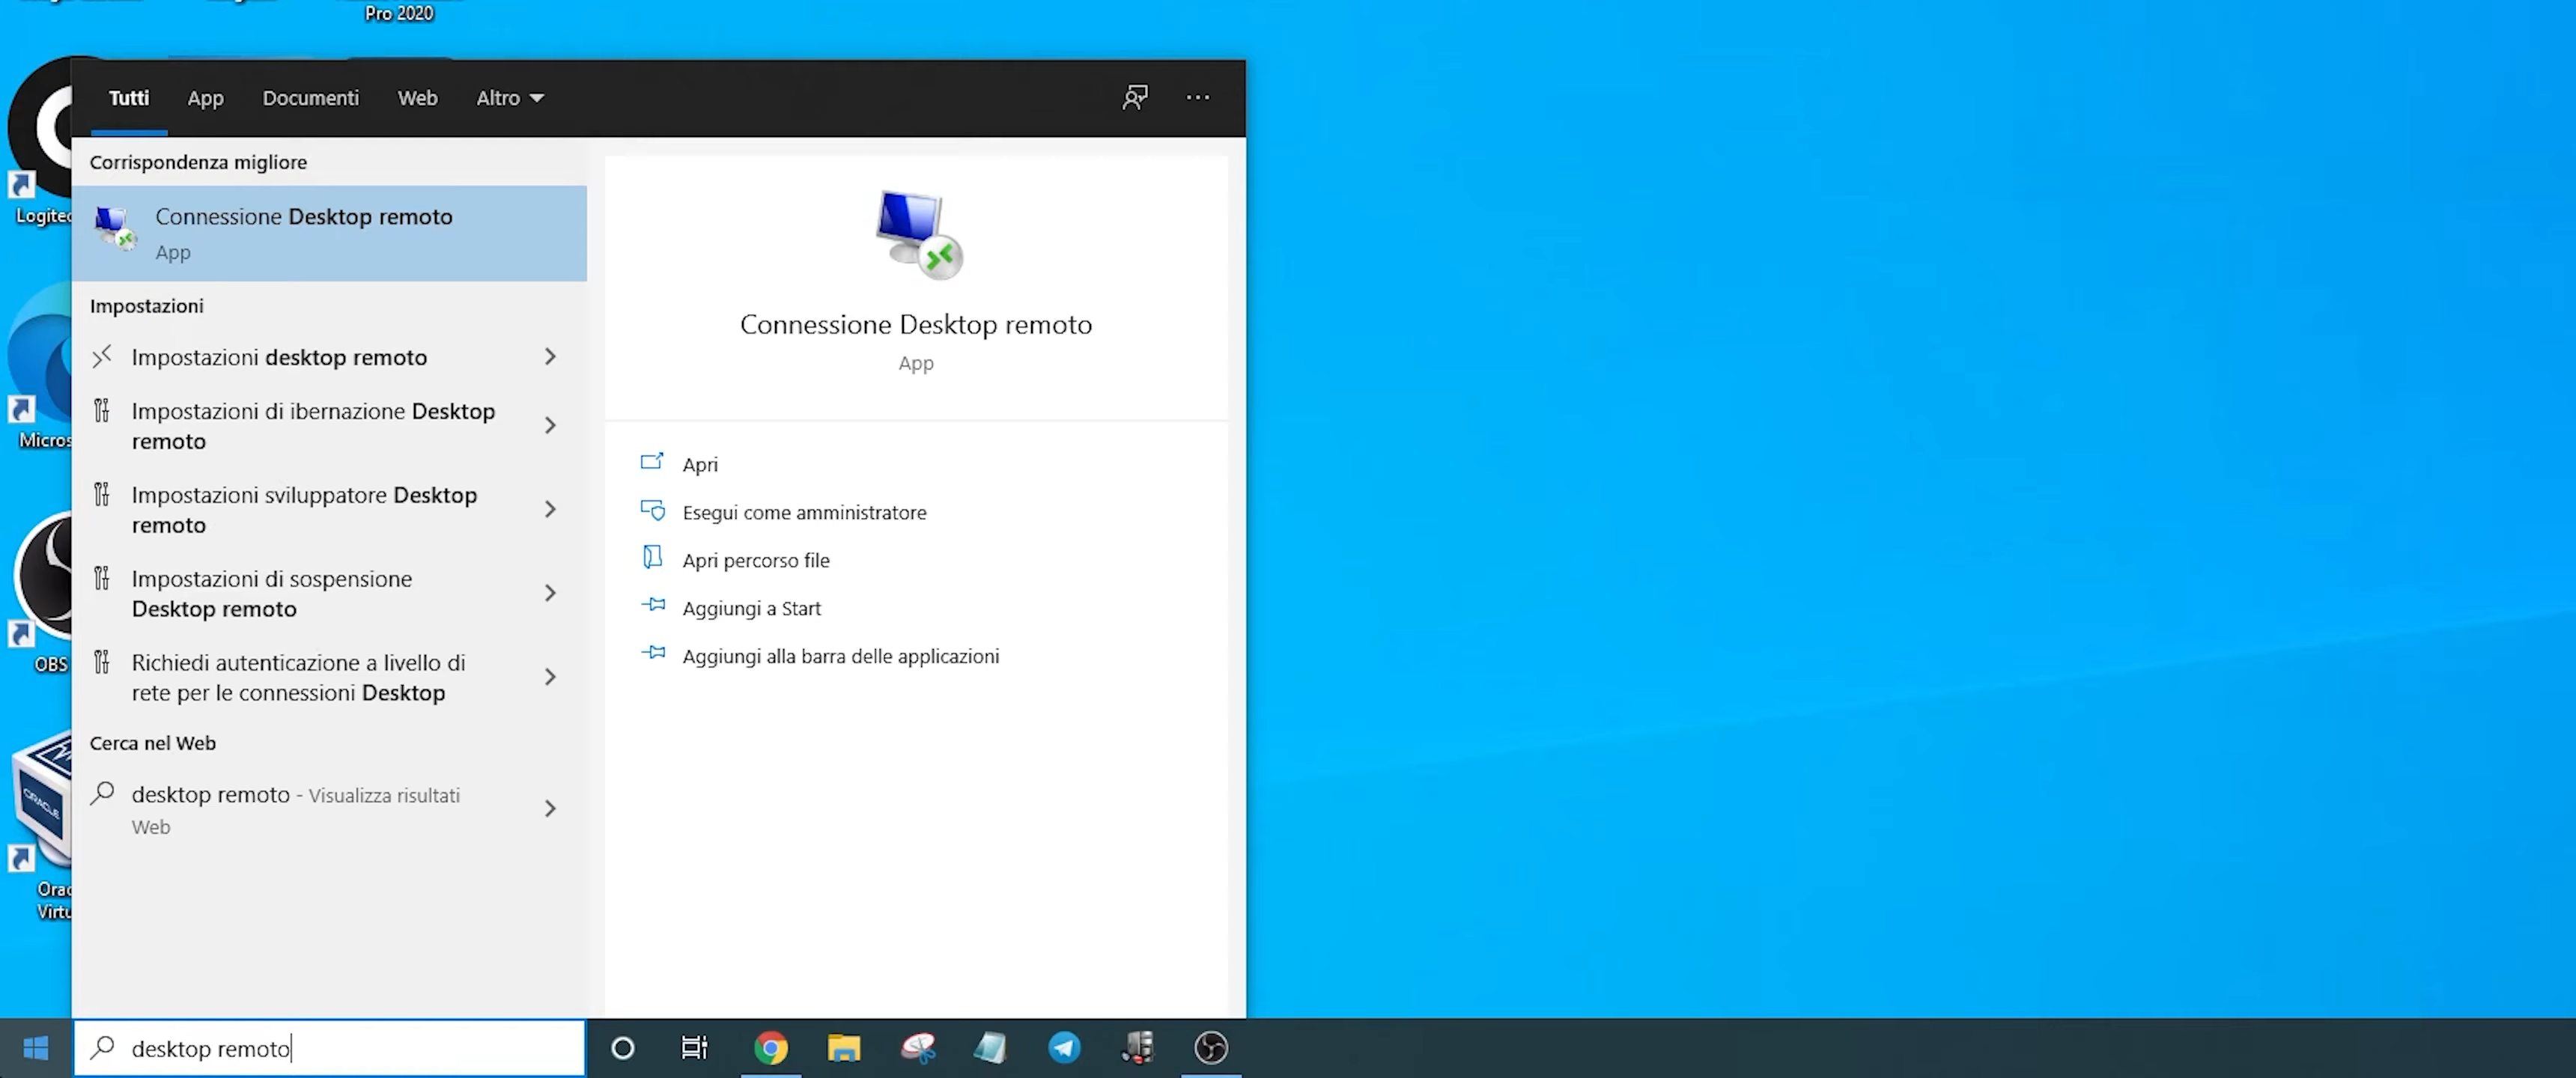 Pro 2020
Tutti
App
Documenti
Web
Altro
Corrispondenza migliore
Connessione Desktop remoto
App
Impostazioni
Impostazioni desktop remoto
Impostazioni di ibernazione Desktop
remoto
Impostazioni sviluppatore Desktop
remoto
Impostazioni di sospensione
Desktop remoto
Richiedi autenticazione a livello di
rete per le connessioni Desktop
Cerca nel Web
desktop remoto - Visualizza risultati
Web
Connessione Desktop remoto
App
Apri
Esegui come amministratore
Apri percorso file
Aggiungi a Start
Aggiungi alla barra delle applicazioni
Logitec
Micros
OBS
ORACLE
Orac
Virtu
desktop remoto